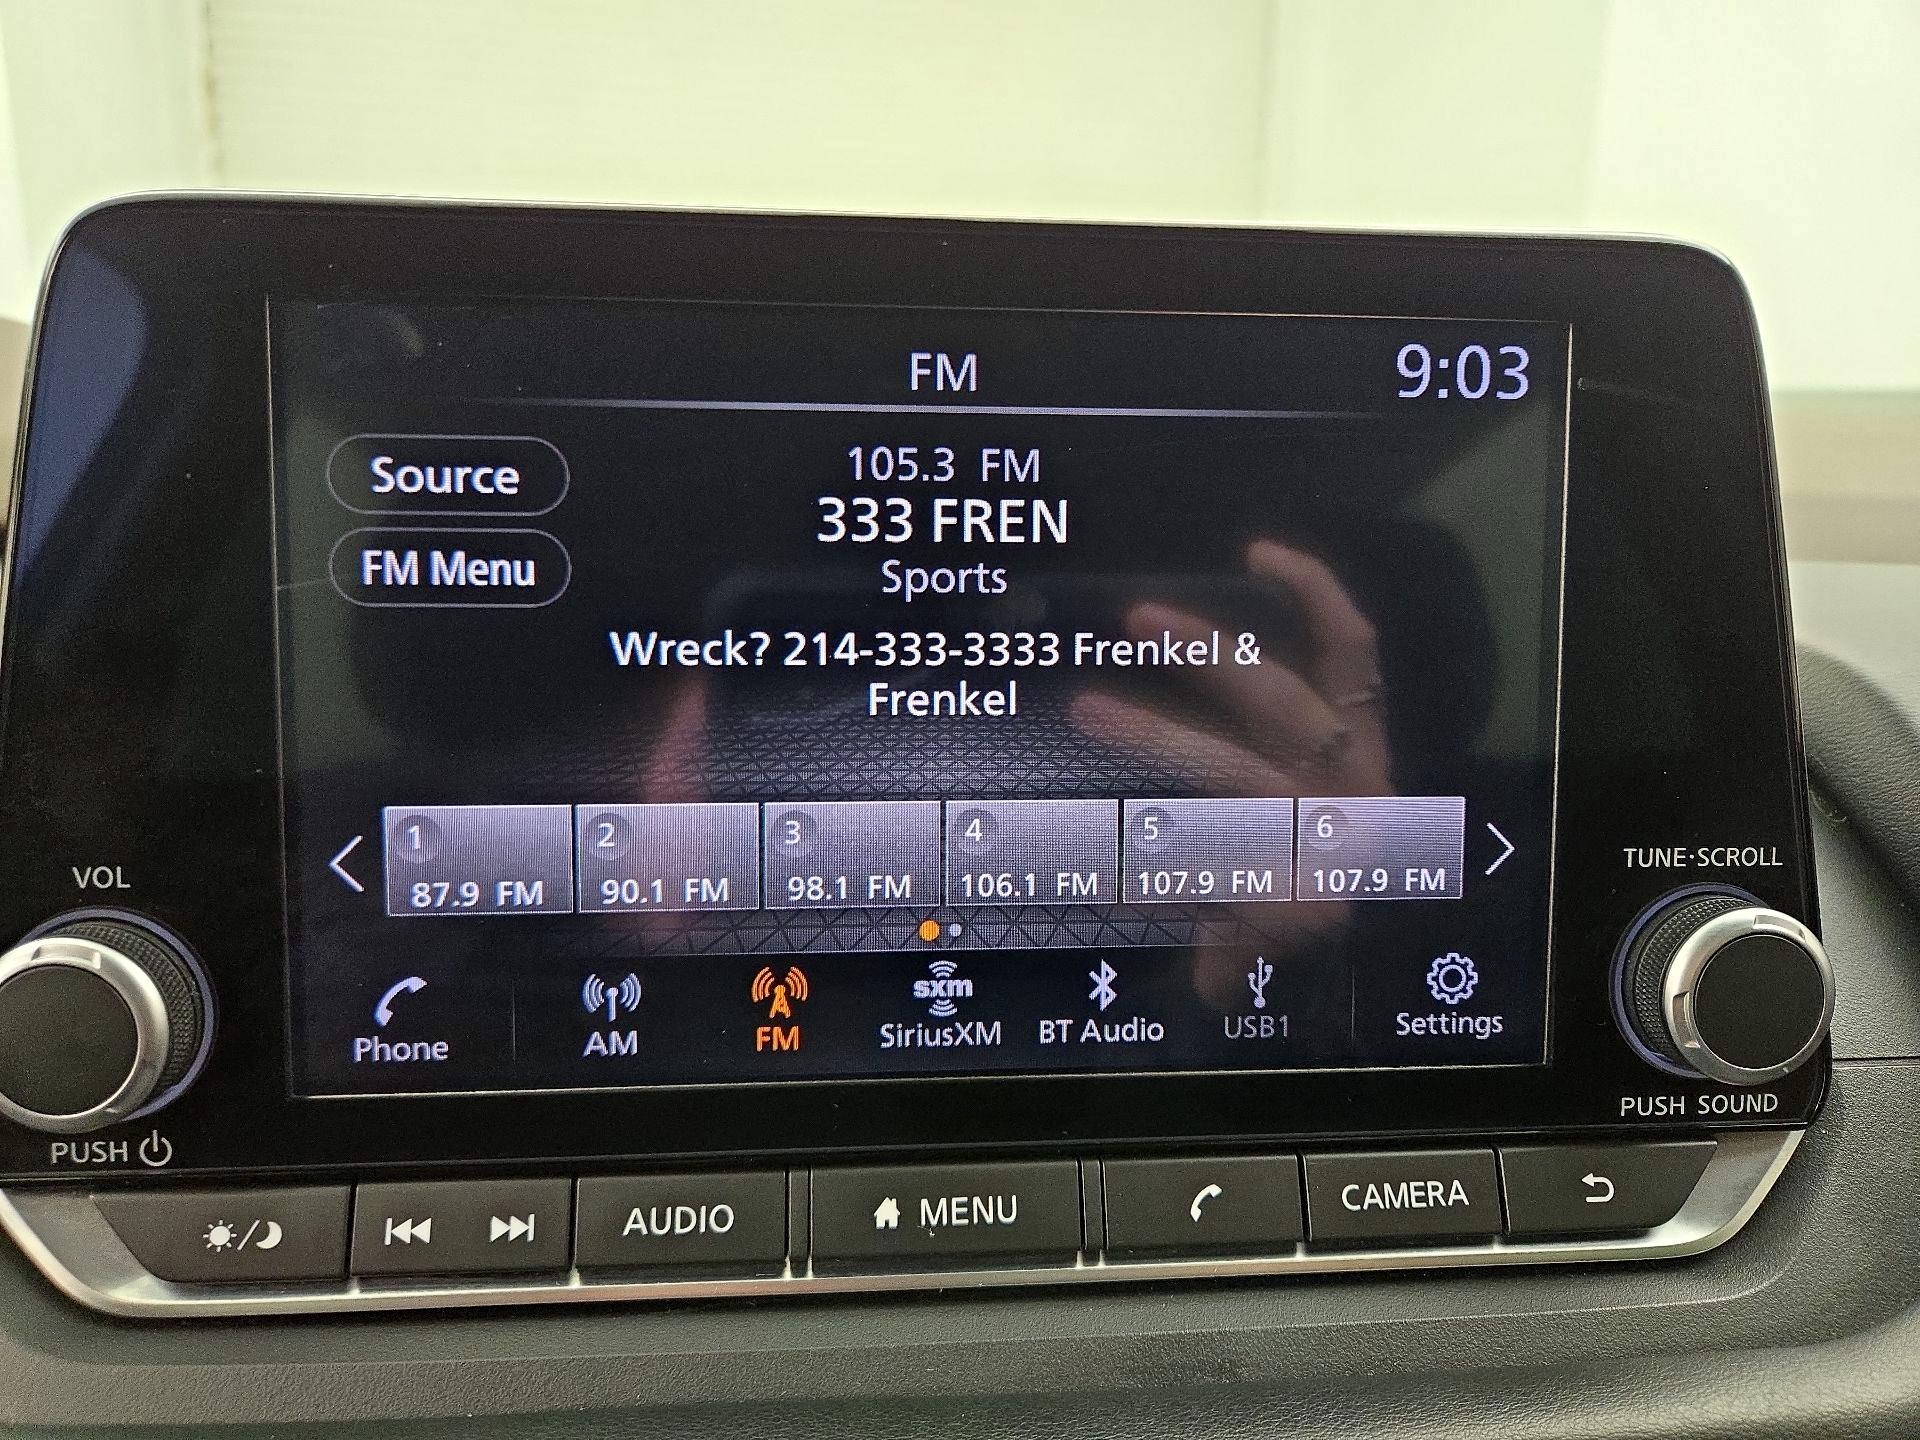 FM
9:03
Source
FM Menu
105.3 FM
333 FREN
Sports
Wreck? 214-333-3333 Frenkel &
Frenkel
1 2 3 4 5 6
87.9 FM 90.1 FM 98.1 FM 106.1 FM 107.9 FM 107.9 FM
sxm
Phone AM FM SiriusXM BT Audio USB1 Settings
VOL
PUSH
TUNE·SCROLL
PUSH SOUND
AUDIO MENU CAMERA